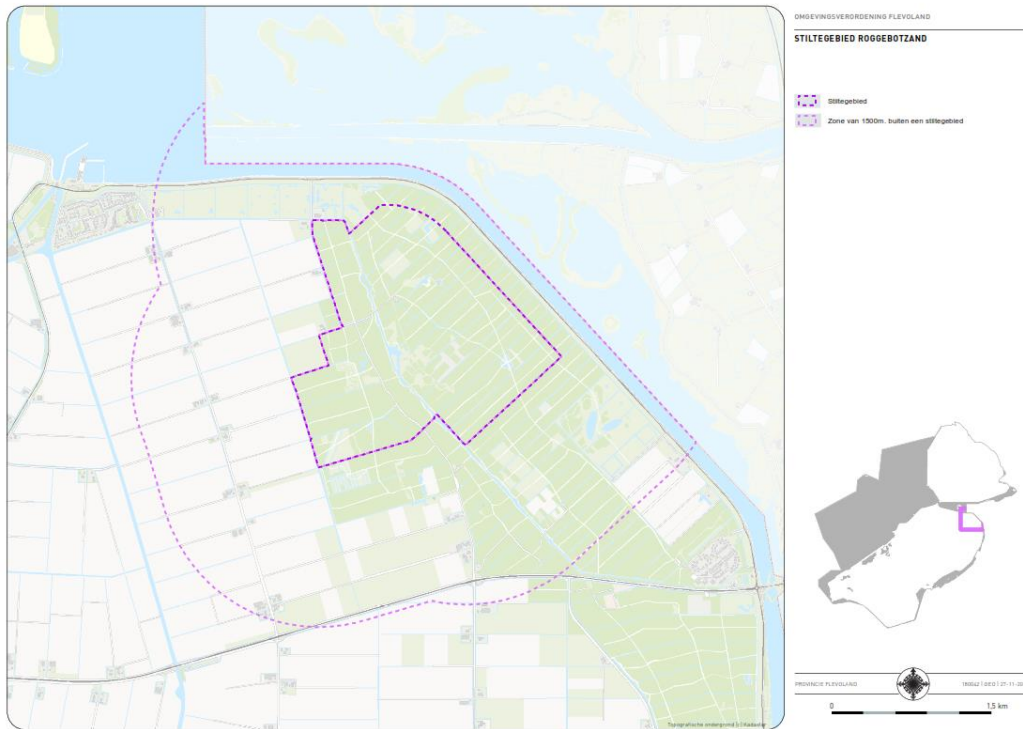 OMGEVINGSVERORDENING FLEVOLAND
STILTEGEBIED ROGGEBOTZAND
Stiltegebied
Zone van 1500m. buiten een stiltegebied
PROVINCIE FLEVOLAND
0
1,5 km
Topografische ondergrond (c) Kadaster